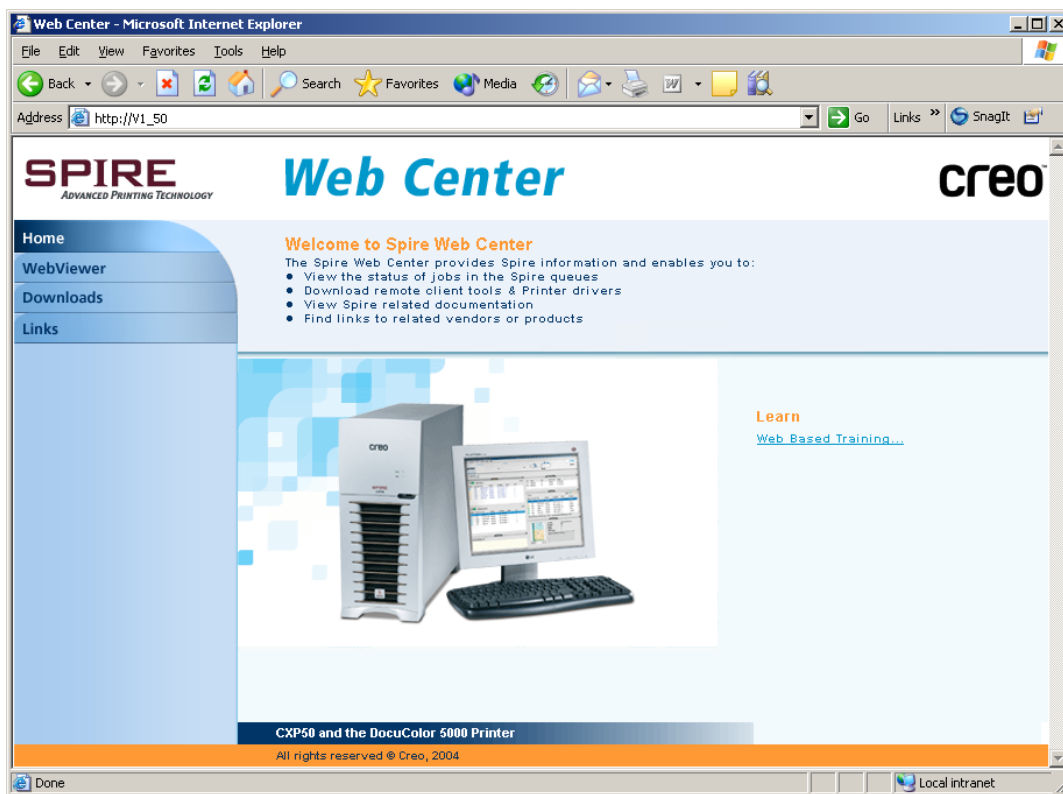 Web Center - Microsoft Internet Explorer
File Edit View Favorites Tools Help
Back Search Favorites Media
Address http://V1_50 Go Links » SnagIt
SPIRE
ADVANCED PRINTING TECHNOLOGY
Web Center
creo
Home
WebViewer
Downloads
Links
Welcome to Spire Web Center
The Spire Web Center provides Spire information and enables you to:
● View the status of jobs in the Spire queues
● Download remote client tools & Printer drivers
● View Spire related documentation
● Find links to related vendors or products
creo
SPIRE
Learn
Web Based Training...
CXP50 and the DocuColor 5000 Printer
All rights reserved © Creo, 2004
Done
Local intranet